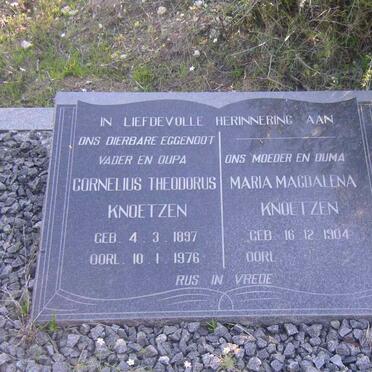 IN LIEFDEVOLLE HERINNERING AAN
ONS DIERBARE EGGENOOT
VADER EN OUPA
CORNELIUS THEODORUS
KNOETZEN
GEB. 4. 3. 1897
OORL. 10. 1. 1976
ONS MOEDER EN OUMA
MARIA MAGDALENA
KNOETZEN
GEB. 16. 12. 1904
OORL
RUS IN VREDE